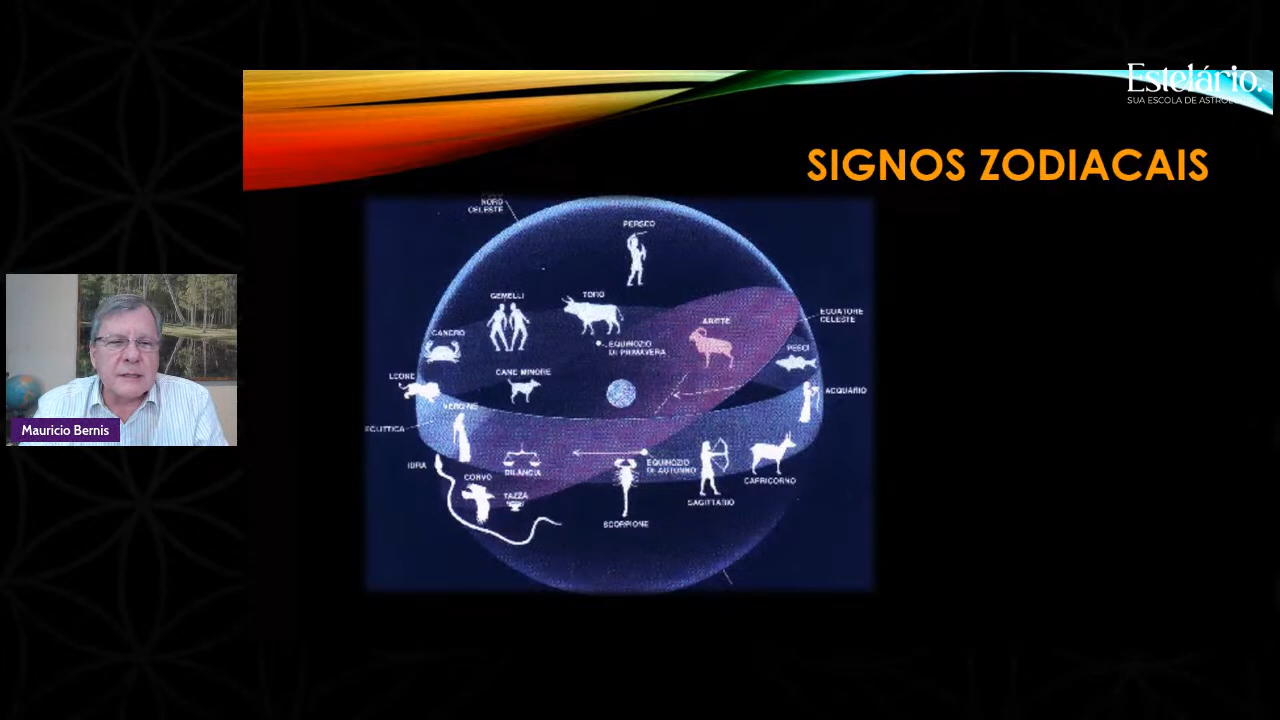 Estelário.
SUA ESCOLA DE ASTROLOGIA
SIGNOS ZODIACAIS
NORD
CELESTE
PERSEO
GEMELLI
TORO
EQUATORE
CELESTE
ARIETE
CANCRO
EQUINOZIO
DI PRIMAVERA
PESCI
LEONE
CANE MINORE
ACQUARIO
VERGINE
ECLITTICA
Mauricio Bernis
IDRA
BILANCIA
EQUINOZIO
DI AUTUNNO
CORVO
CAPRICORNO
TAZZA
SAGITTARIO
SCORPIONE